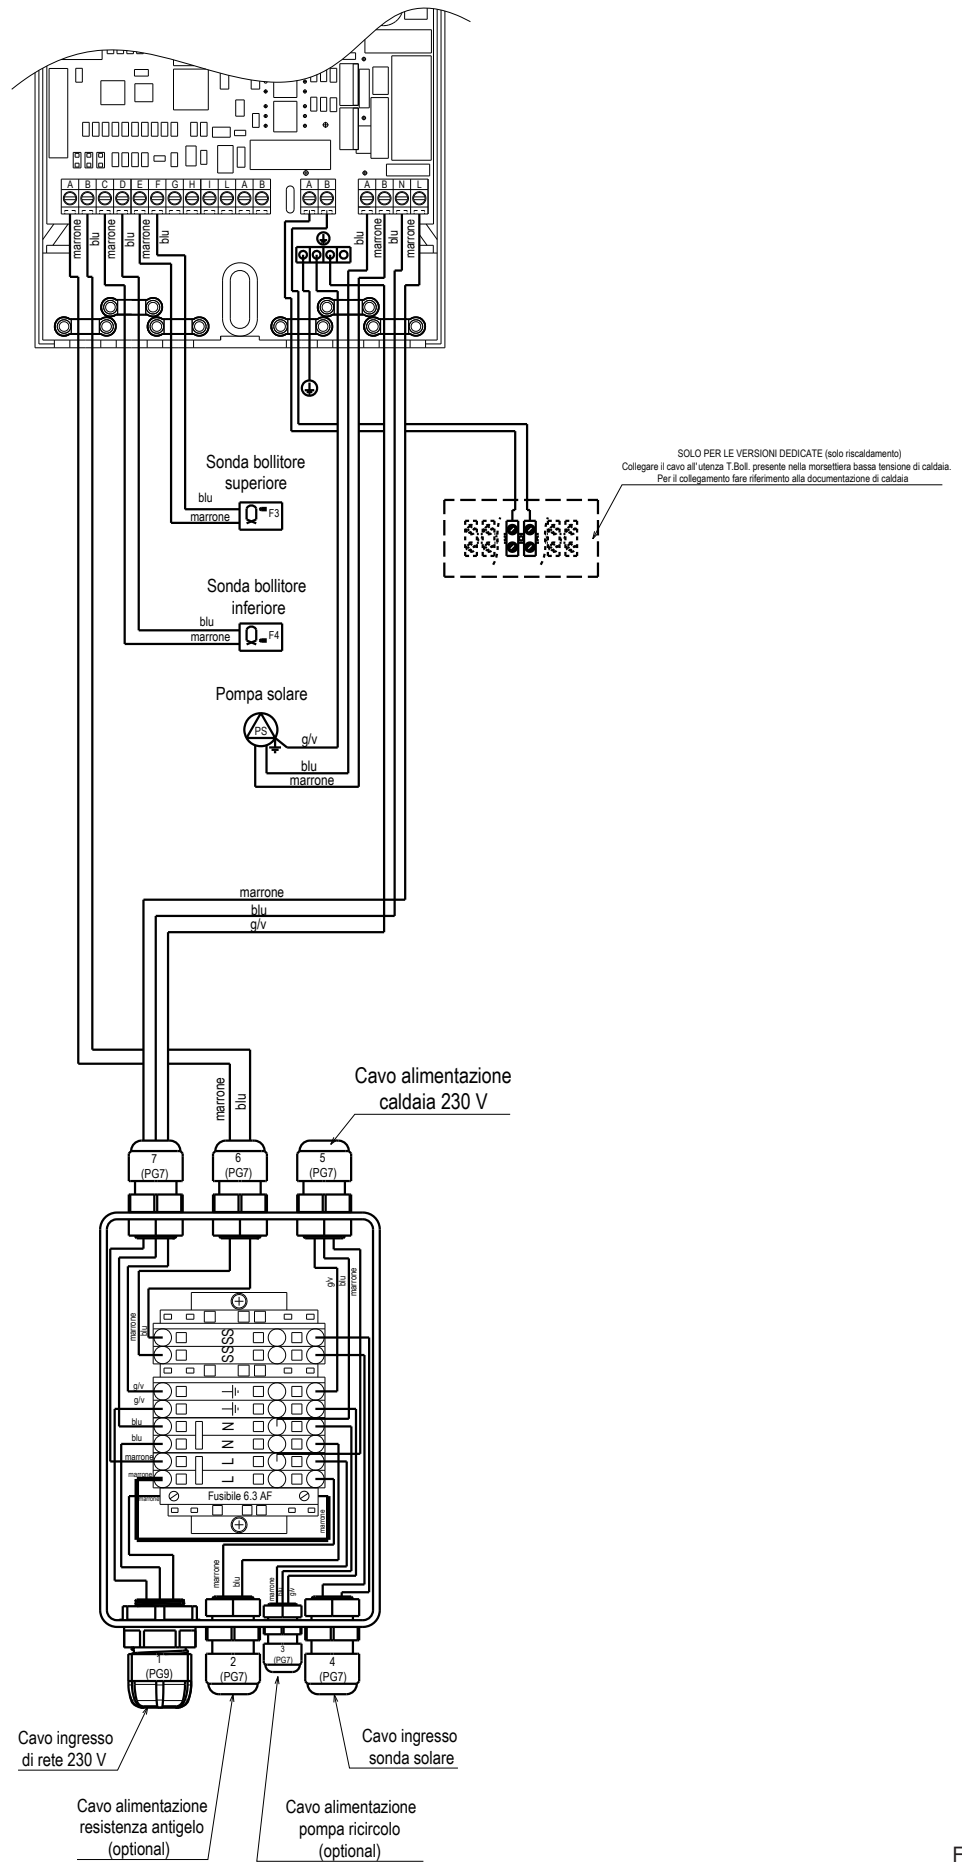 A B C D E F G H I L A B
A B
A B N L
marrone
blu
marrone
blu
marrone
blu
blu
marrone
blu
marrone
SOLO PER LE VERSIONI DEDICATE (solo riscaldamento)
Collegare il cavo all'utenza T.Boll. presente nella morsettiera bassa tensione di caldaia.
Per il collegamento fare riferimento alla documentazione di caldaia
Sonda bollitore
superiore
blu
marrone
F3
Sonda bollitore
inferiore
blu
marrone
F4
Pompa solare
PS
g/v
blu
marrone
marrone
blu
g/v
Cavo alimentazione
caldaia 230 V
marrone
blu
7
(PG7)
6
(PG7)
5
(PG7)
g/v
blu
marrone
marrone
blu
SSSS
g/v
g/v
blu
N
blu
N
marrone
L
marrone
L
marrone
Fusibile 6.3 AF
marrone
marrone
blu
marrone
blu
g/v
1
(PG9)
2
(PG7)
3
(PG7)
4
(PG7)
Cavo ingresso
di rete 230 V
Cavo ingresso
sonda solare
Cavo alimentazione
resistenza antigelo
(optional)
Cavo alimentazione
pompa ricircolo
(optional)
F